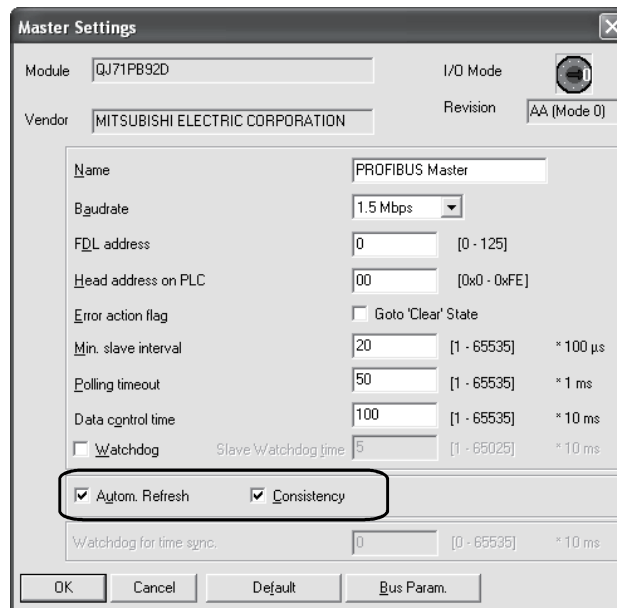 Master Settings
Module QJ71PB92D I/O Mode 0
Vendor MITSUBISHI ELECTRIC CORPORATION Revision AA (Mode 0)
Name PROFIBUS Master
Baudrate 1.5 Mbps
FDL address 0 [0 - 125]
Head address on PLC 00 [0x0 - 0xFE]
Error action flag Goto 'Clear' State
Min. slave interval 20 [1 - 65535] * 100 µs
Polling timeout 50 [1 - 65535] * 1 ms
Data control time 100 [1 - 65535] * 10 ms
Watchdog Slave Watchdog time 5 [1 - 65025] * 10 ms
Autom. Refresh Consistency
Watchdog for time sync. 0 [0 - 65535] * 10 ms
OK Cancel Default Bus Param.